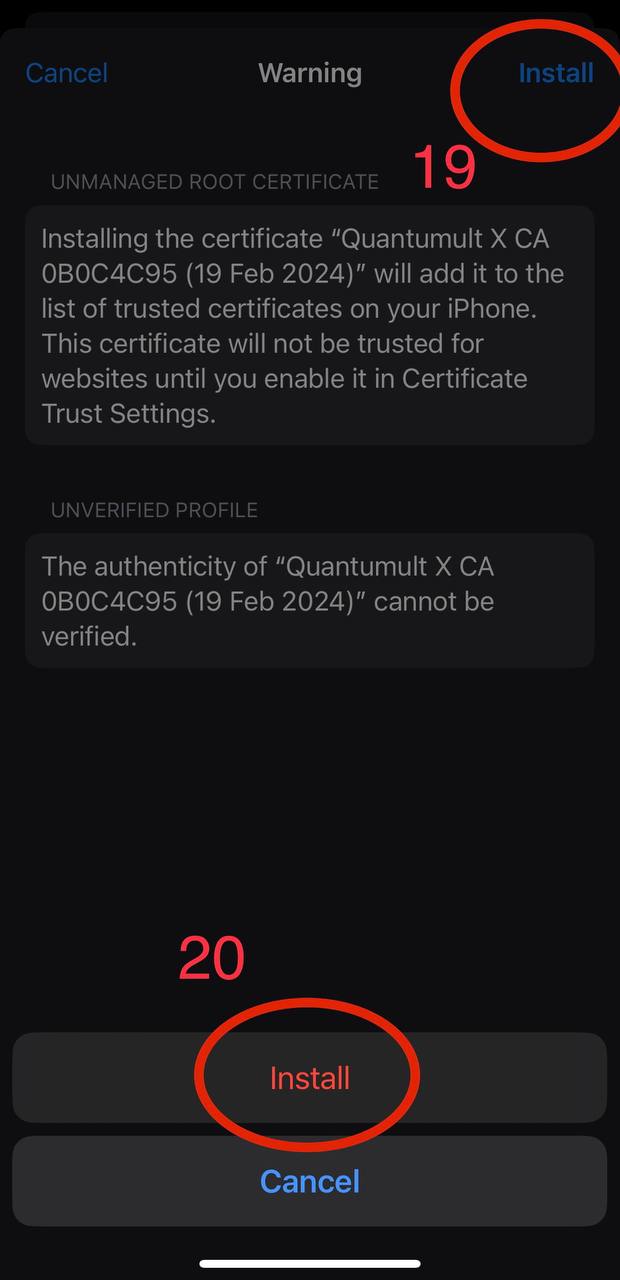 Cancel Warning Install
19
UNMANAGED ROOT CERTIFICATE
Installing the certificate “Quantumult X CA
0B0C4C95 (19 Feb 2024)” will add it to the
list of trusted certificates on your iPhone.
This certificate will not be trusted for
websites until you enable it in Certificate
Trust Settings.
UNVERIFIED PROFILE
The authenticity of “Quantumult X CA
0B0C4C95 (19 Feb 2024)” cannot be
verified.
20
Install
Cancel